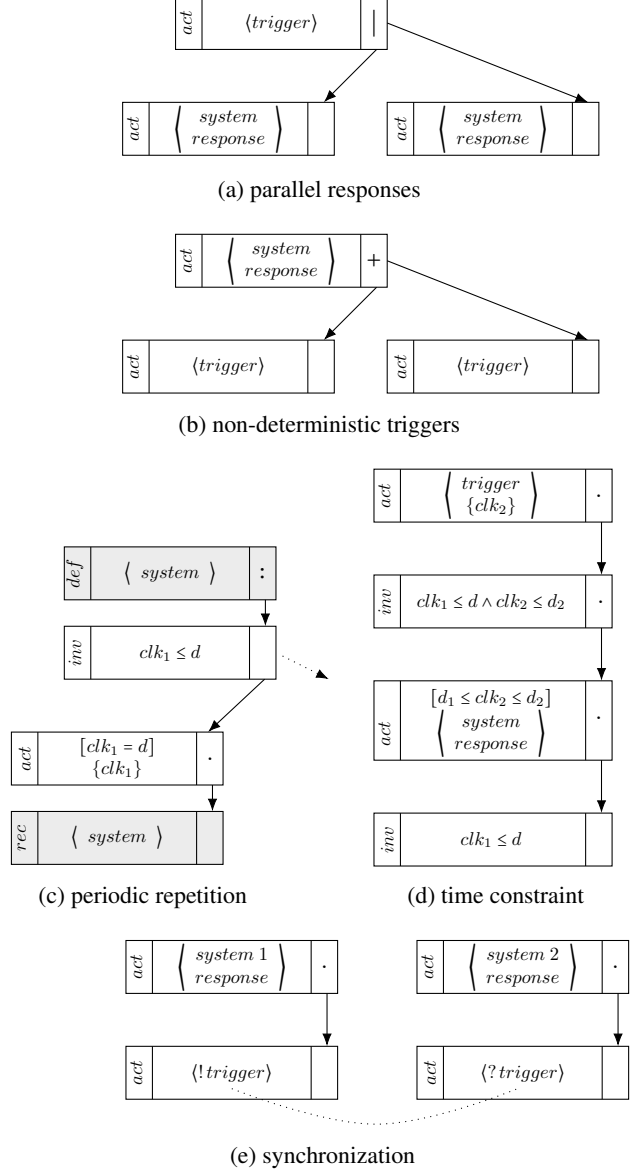 act ⟨trigger⟩ |
act ⟨ system response ⟩
act ⟨ system response ⟩
(a) parallel responses
act ⟨ system response ⟩ +
act ⟨trigger⟩
act ⟨trigger⟩
(b) non-deterministic triggers
def ⟨ system ⟩ :
inv clk₁ ≤ d
act [clk₁ = d] {clk₁} ·
rec ⟨ system ⟩
(c) periodic repetition
act ⟨ trigger {clk₂} ⟩ ·
inv clk₁ ≤ d ∧ clk₂ ≤ d₂ ·
act [d₁ ≤ clk₂ ≤ d₂] ⟨ system response ⟩ ·
inv clk₁ ≤ d
(d) time constraint
act ⟨ system 1 response ⟩ ·
act ⟨ system 2 response ⟩ ·
act ⟨! trigger⟩
act ⟨? trigger⟩
(e) synchronization